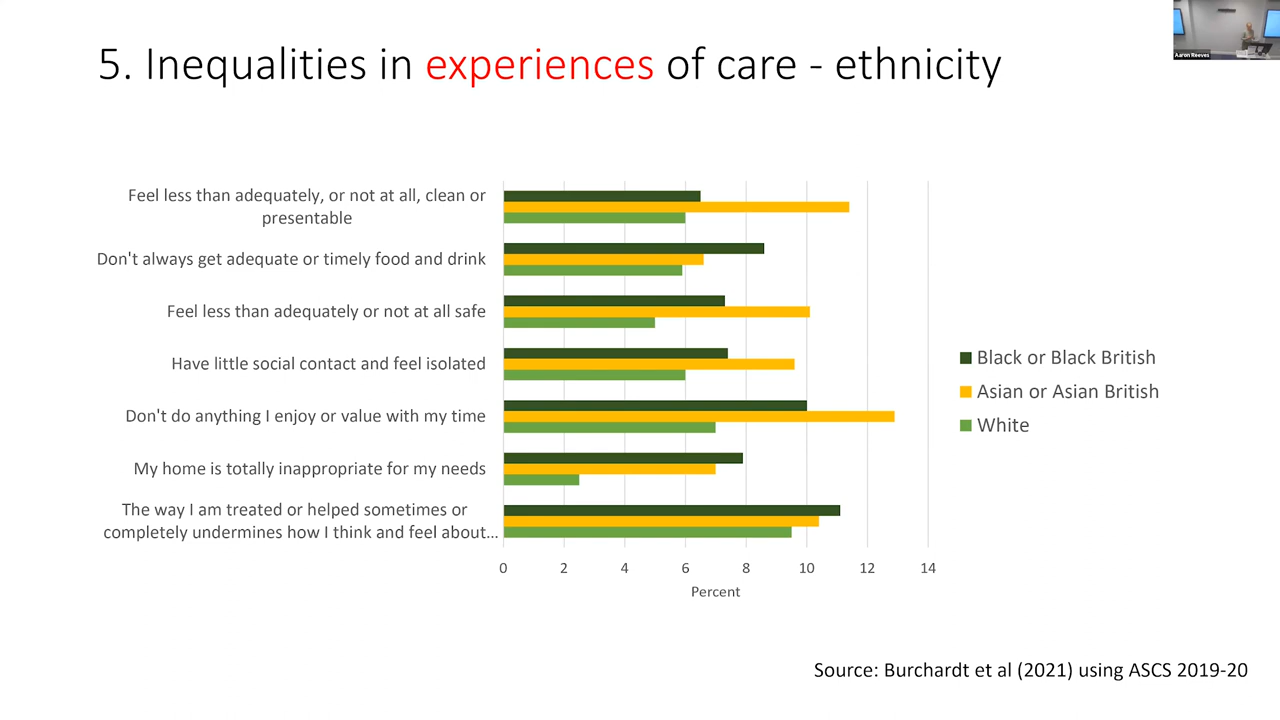 5. Inequalities in experiences of care - ethnicity
Aaron Reeves
Feel less than adequately, or not at all, clean or
presentable
Don't always get adequate or timely food and drink
Feel less than adequately or not at all safe
Have little social contact and feel isolated
Don't do anything I enjoy or value with my time
My home is totally inappropriate for my needs
The way I am treated or helped sometimes or
completely undermines how I think and feel about...
0 2 4 6 8 10 12 14
Percent
Black or Black British
Asian or Asian British
White
Source: Burchardt et al (2021) using ASCS 2019-20